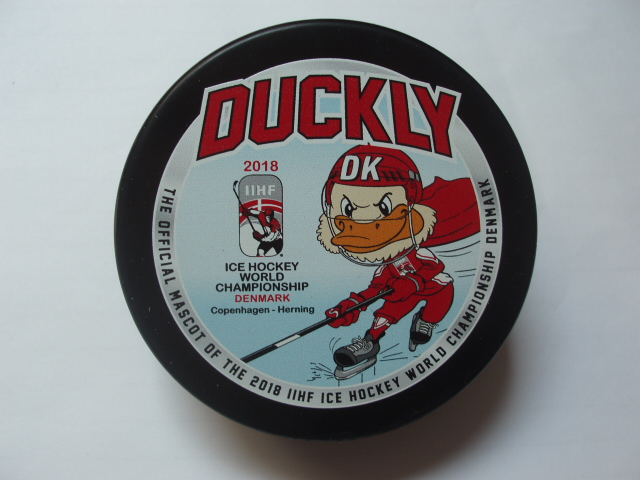 DUCKLY
2018
IIHF
ICE HOCKEY
WORLD
CHAMPIONSHIP
DENMARK
Copenhagen - Herning
DK
THE OFFICIAL MASCOT OF THE 2018 IIHF ICE HOCKEY WORLD CHAMPIONSHIP DENMARK